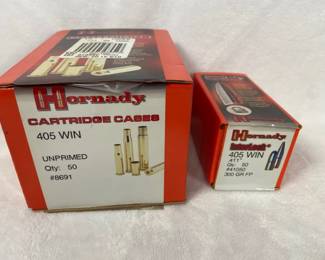 Hornady
CARTRIDGE CASES
405 WIN
UNPRIMED
Qty: 50
#8691
Hornady
InterLock®
405 WIN
.411"
Qty: 50
#41050
300 GR FP